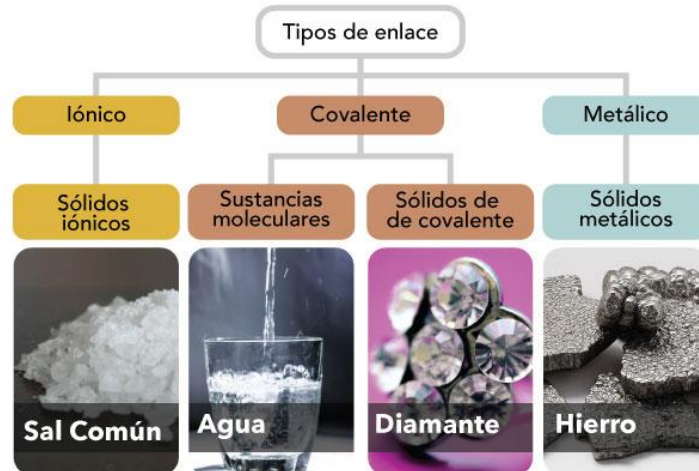 Tipos de enlace
Iónico
Covalente
Metálico
Sólidos
iónicos
Sustancias
moleculares
Sólidos de
de covalente
Sólidos
metálicos
Sal Común
Agua
Diamante
Hierro